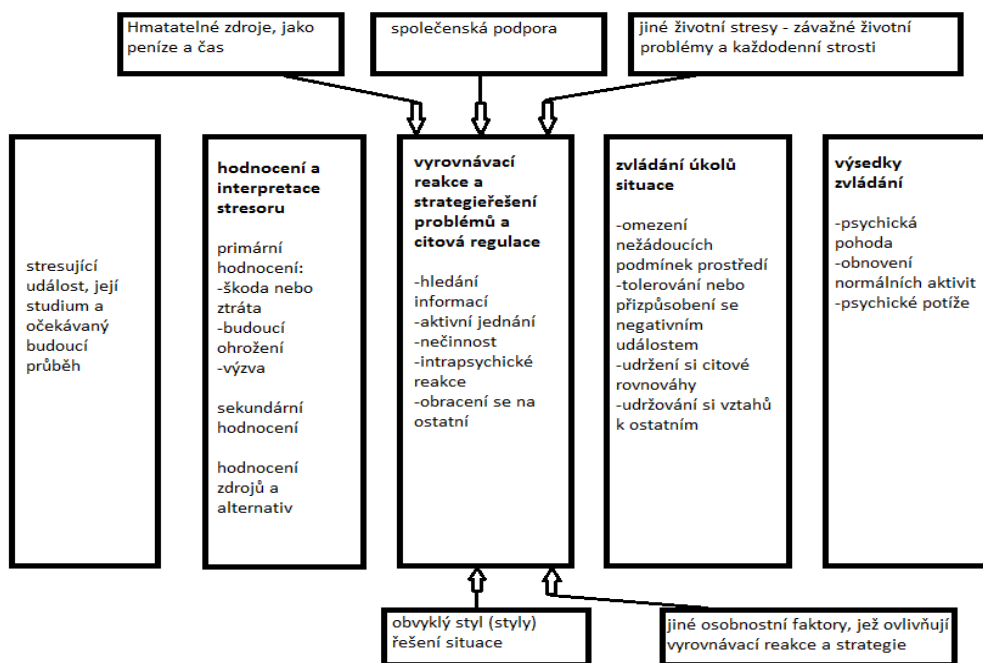 Hmatatelné zdroje, jako
peníze a čas
společenská podpora
jiné životní stresy - závažné životní
problémy a každodenní strosti
stresující
událost, její
studium a
očekávaný
budoucí
průběh
hodnocení a
interpretace
stresoru
primární
hodnocení:
-škoda nebo
ztráta
-budoucí
ohrožení
-výzva
sekundární
hodnocení
hodnocení
zdrojů a
alternativ
vyrovnávací
reakce a
strategieřešení
problémů a
citová regulace
-hledání
informací
-aktivní jednání
-nečinnost
-intrapsychické
reakce
-obracení se na
ostatní
zvládání úkolů
situace
-omezení
nežádoucích
podmínek prostředí
-tolerování nebo
přizpůsobení se
negativním
událostem
-udržení si citové
rovnováhy
-udržování si vztahů
k ostatním
výsedky
zvládání
-psychická
pohoda
-obnovení
normálních aktivit
-psychické potíže
obvyklý styl (styly)
řešení situace
jiné osobnostní faktory, jež ovlivňují
vyrovnávací reakce a strategie